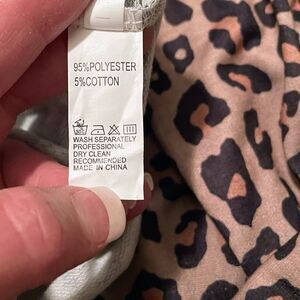 95%POLYESTER
5%COTTON
WASH SEPARATELY
PROFESSIONAL
DRY CLEAN
RECOMMENDED
MADE IN CHINA